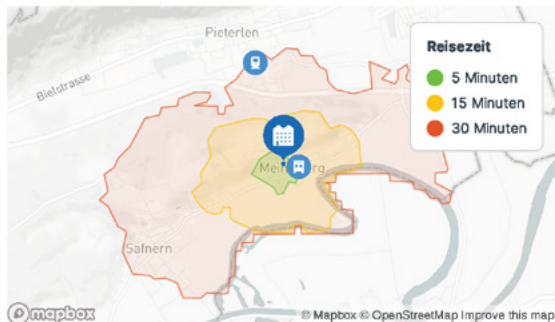 Pieterlen
Bielstrasse
Reisezeit
5 Minuten
15 Minuten
30 Minuten
Safnern
mapbox
© Mapbox © OpenStreetMap Improve this map